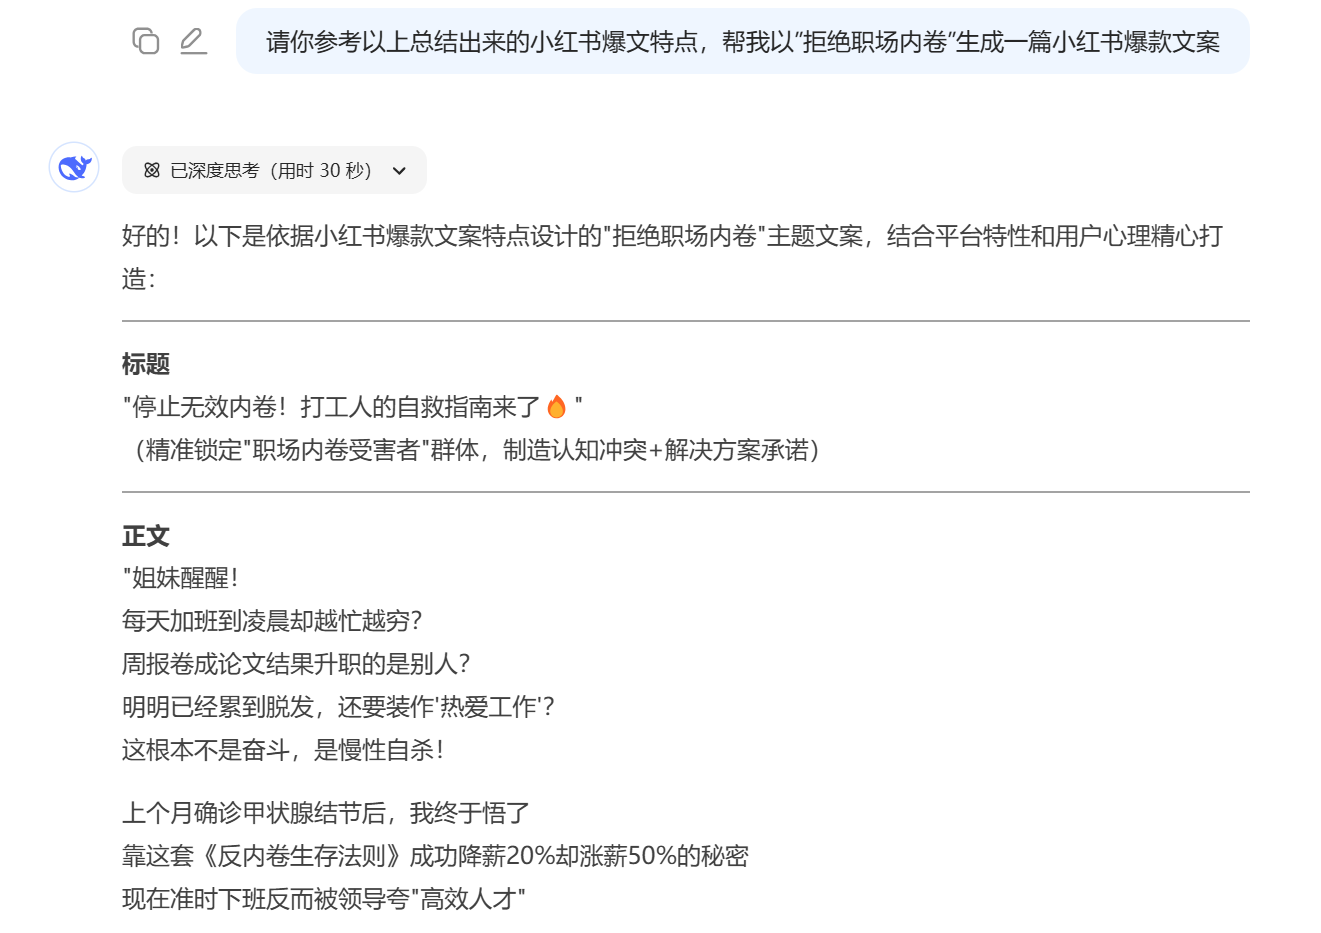 请你参考以上总结出来的小红书爆文特点，帮我以”拒绝职场内卷”生成一篇小红书爆款文案
已深度思考（用时 30 秒）
好的！以下是依据小红书爆款文案特点设计的"拒绝职场内卷"主题文案，结合平台特性和用户心理精心打
造：
标题
"停止无效内卷！打工人的自救指南来了🔥"
（精准锁定"职场内卷受害者"群体，制造认知冲突+解决方案承诺）
正文
"姐妹醒醒！
每天加班到凌晨却越忙越穷？
周报卷成论文结果升职的是别人？
明明已经累到脱发，还要装作'热爱工作'？
这根本不是奋斗，是慢性自杀！
上个月确诊甲状腺结节后，我终于悟了
靠这套《反内卷生存法则》成功降薪20%却涨薪50%的秘密
现在准时下班反而被领导夸"高效人才"